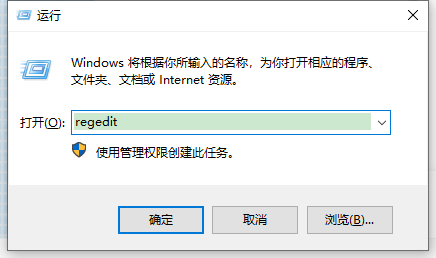 运行
Windows 将根据你所输入的名称，为你打开相应的程序、
文件夹、文档或 Internet 资源。
打开(O): regedit
使用管理权限创建此任务。
确定 取消 浏览(B)...